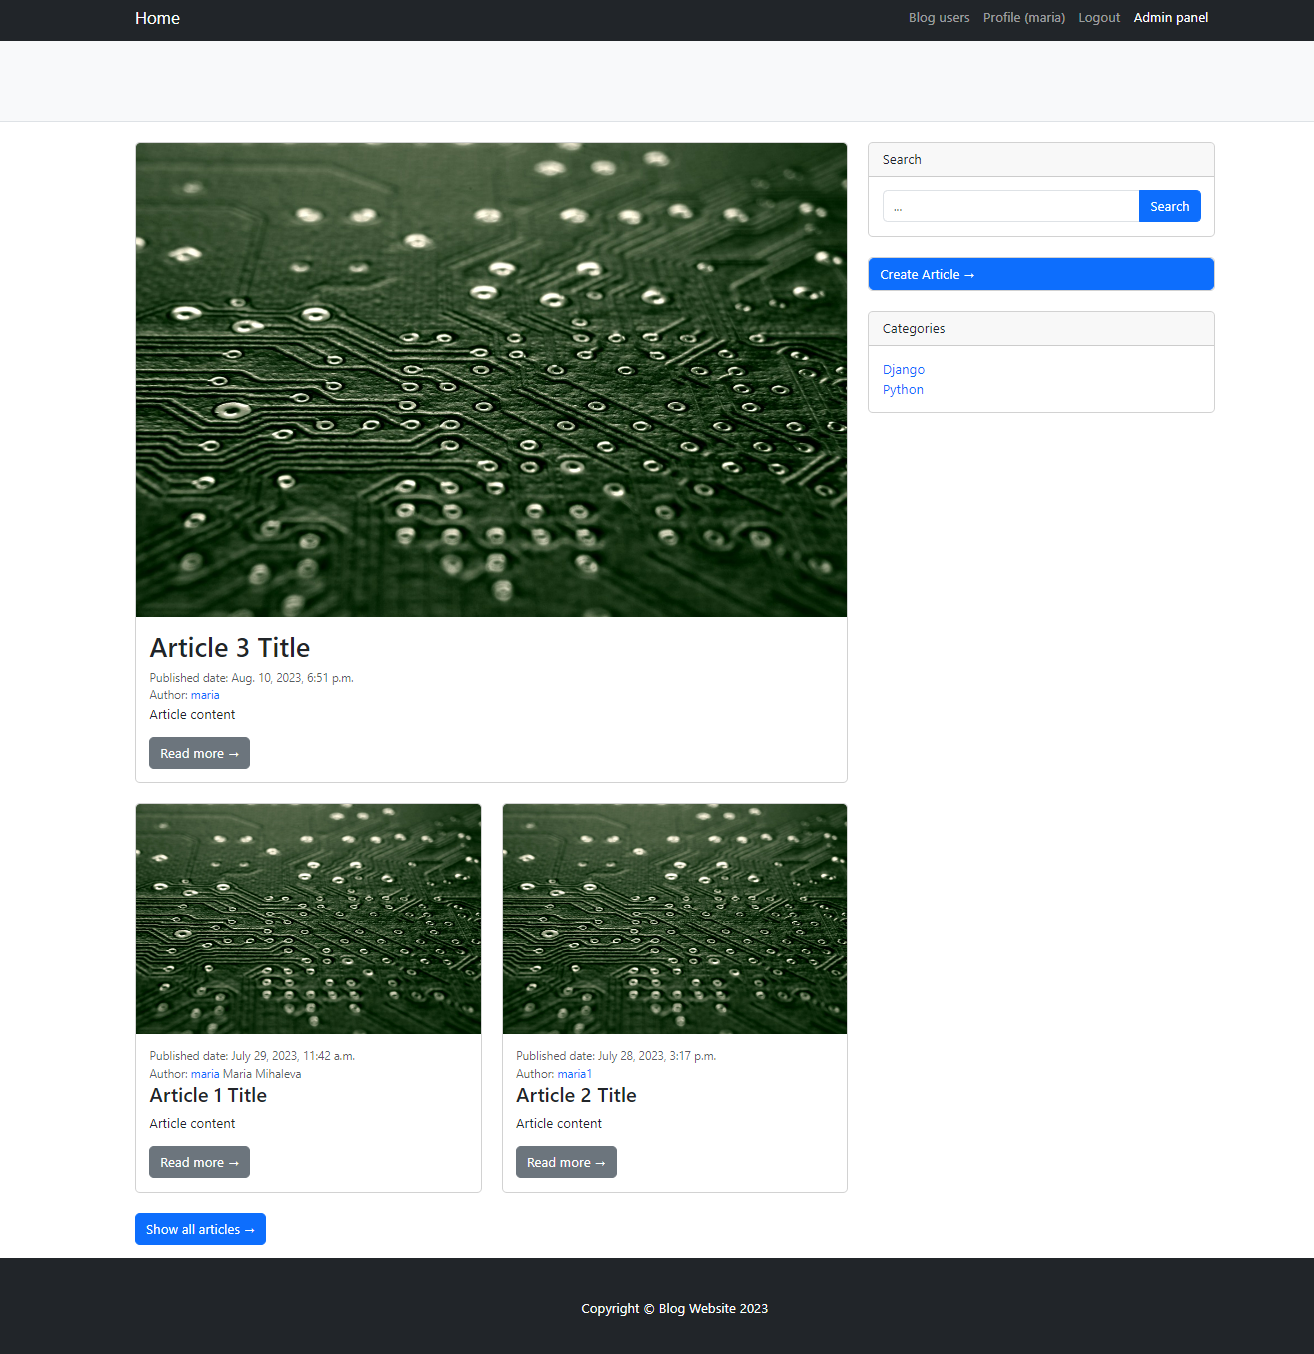 Home
Blog users Profile (maria) Logout Admin panel
Search
...
Search
Create Article →
Categories
Django
Python
Article 3 Title
Published date: Aug. 10, 2023, 6:51 p.m.
Author: maria
Article content
Read more →
Published date: July 29, 2023, 11:42 a.m.
Author: maria Maria Mihaleva
Article 1 Title
Article content
Read more →
Published date: July 28, 2023, 3:17 p.m.
Author: maria1
Article 2 Title
Article content
Read more →
Show all articles →
Copyright © Blog Website 2023